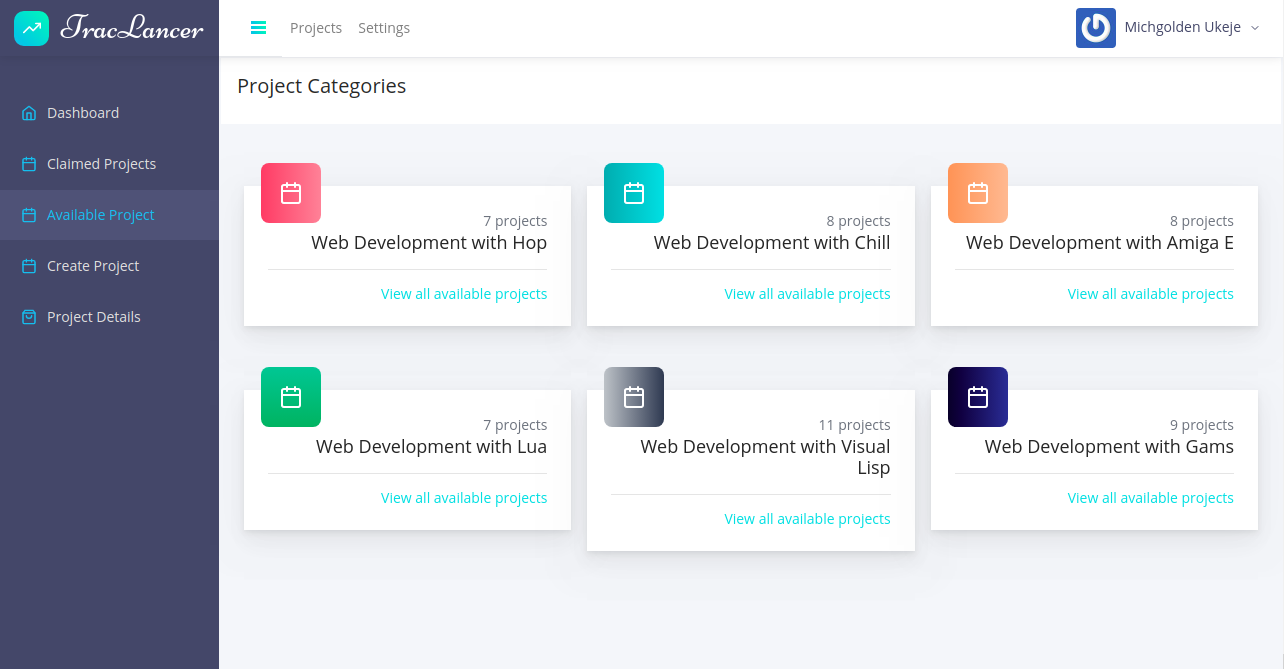 TracLancer
Projects
Settings
Michgolden Ukeje
Dashboard
Claimed Projects
Available Project
Create Project
Project Details
Project Categories
7 projects
Web Development with Hop
View all available projects
8 projects
Web Development with Chill
View all available projects
8 projects
Web Development with Amiga E
View all available projects
7 projects
Web Development with Lua
View all available projects
11 projects
Web Development with Visual
Lisp
View all available projects
9 projects
Web Development with Gams
View all available projects